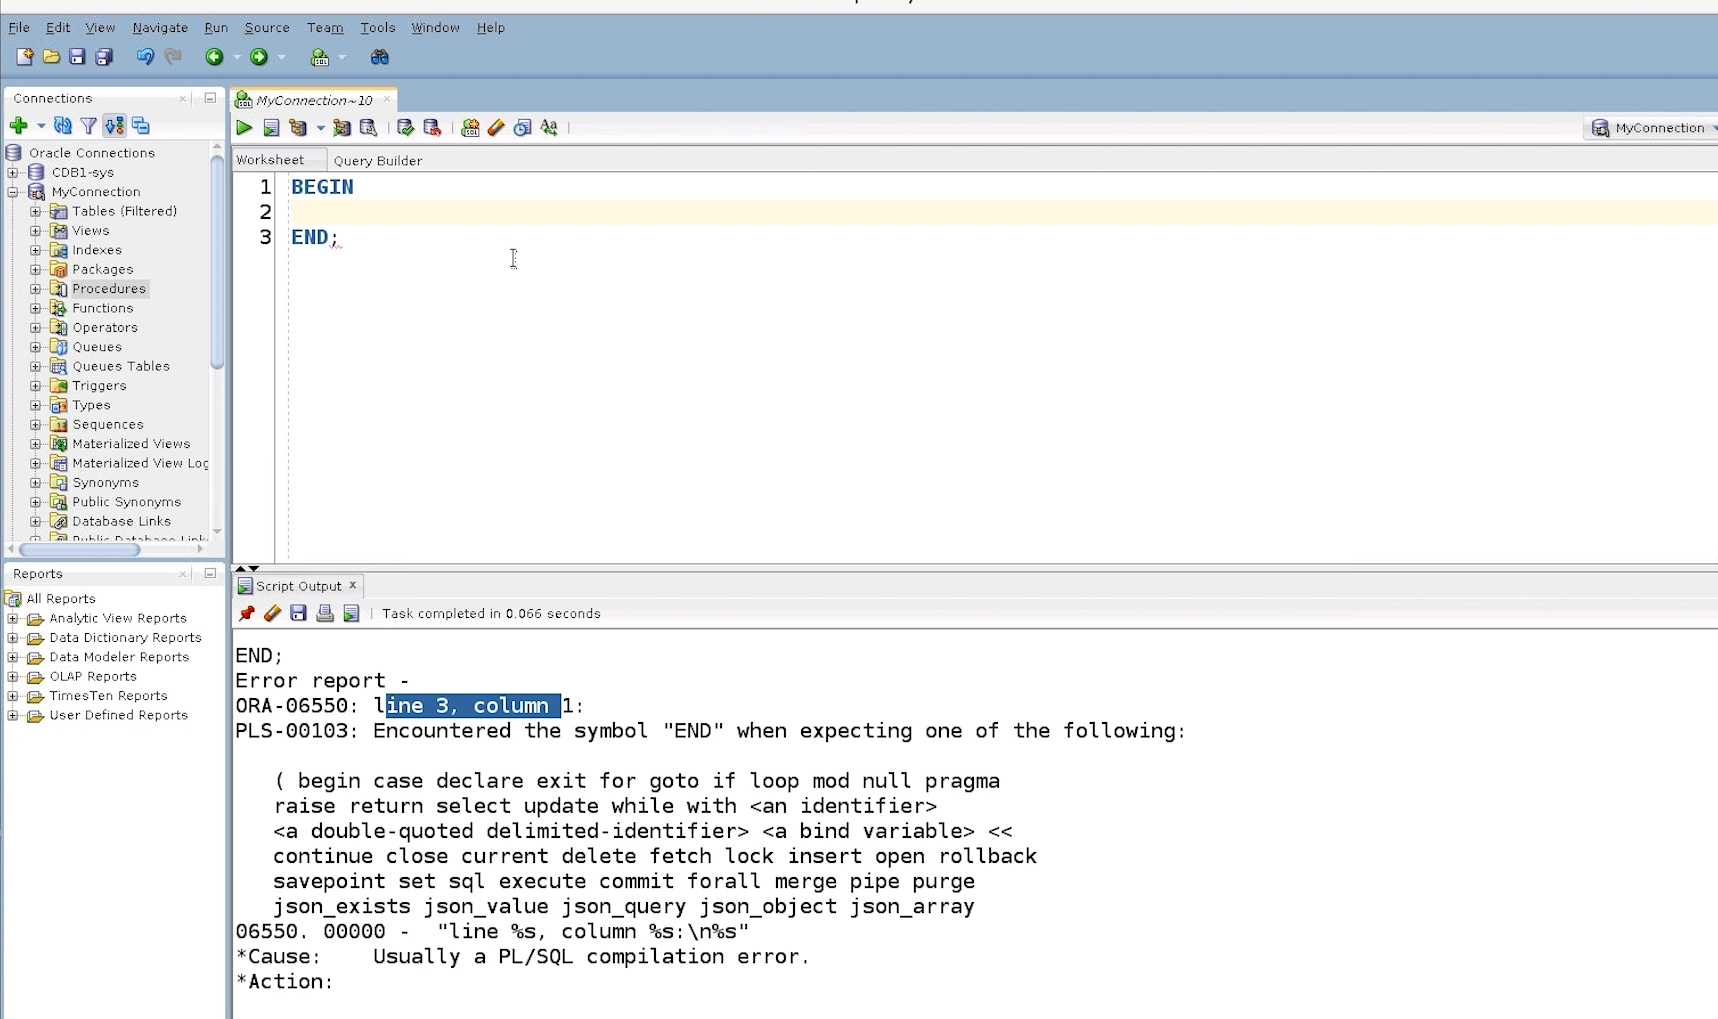 File Edit View Navigate Run Source Team Tools Window Help
Connections
Oracle Connections
CDB1-sys
MyConnection
Tables (Filtered)
Views
Indexes
Packages
Procedures
Functions
Operators
Queues
Queues Tables
Triggers
Types
Sequences
Materialized Views
Materialized View Log
Synonyms
Public Synonyms
Database Links
Reports
All Reports
Analytic View Reports
Data Dictionary Reports
Data Modeler Reports
OLAP Reports
TimesTen Reports
User Defined Reports
MyConnection~10
MyConnection
Worksheet Query Builder
1 BEGIN
2
3 END;
Script Output
Task completed in 0.066 seconds
END;
Error report -
ORA-06550: line 3, column 1:
PLS-00103: Encountered the symbol "END" when expecting one of the following:
( begin case declare exit for goto if loop mod null pragma
raise return select update while with <an identifier>
<a double-quoted delimited-identifier> <a bind variable> <<
continue close current delete fetch lock insert open rollback
savepoint set sql execute commit forall merge pipe purge
json_exists json_value json_query json_object json_array
06550. 00000 - "line %s, column %s:\n%s"
*Cause: Usually a PL/SQL compilation error.
*Action: